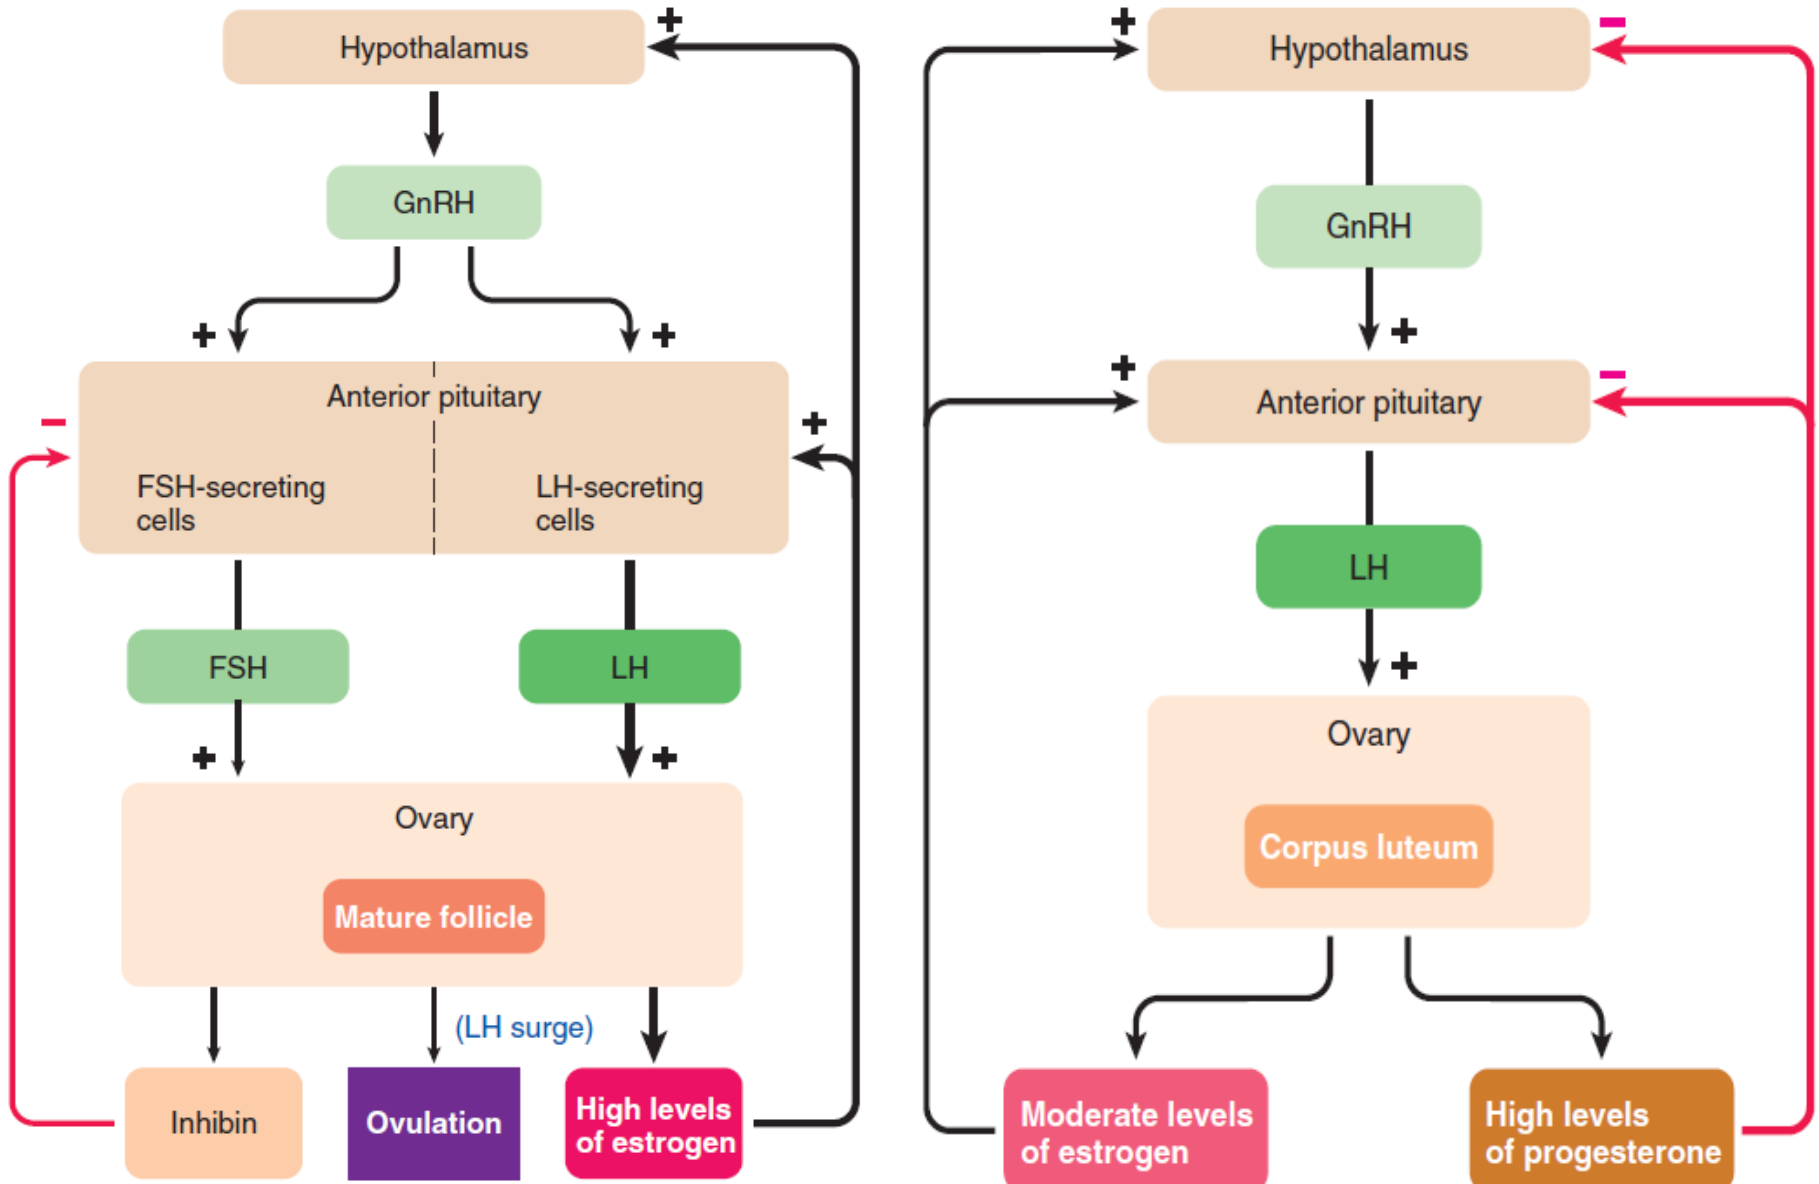 Hypothalamus
+
GnRH
+
+
Anterior pituitary
−
+
FSH-secreting
cells
LH-secreting
cells
FSH
LH
+
+
Ovary
Mature follicle
(LH surge)
Inhibin
Ovulation
High levels
of estrogen
+
Hypothalamus
−
GnRH
+
+
Anterior pituitary
−
LH
+
Ovary
Corpus luteum
Moderate levels
of estrogen
High levels
of progesterone